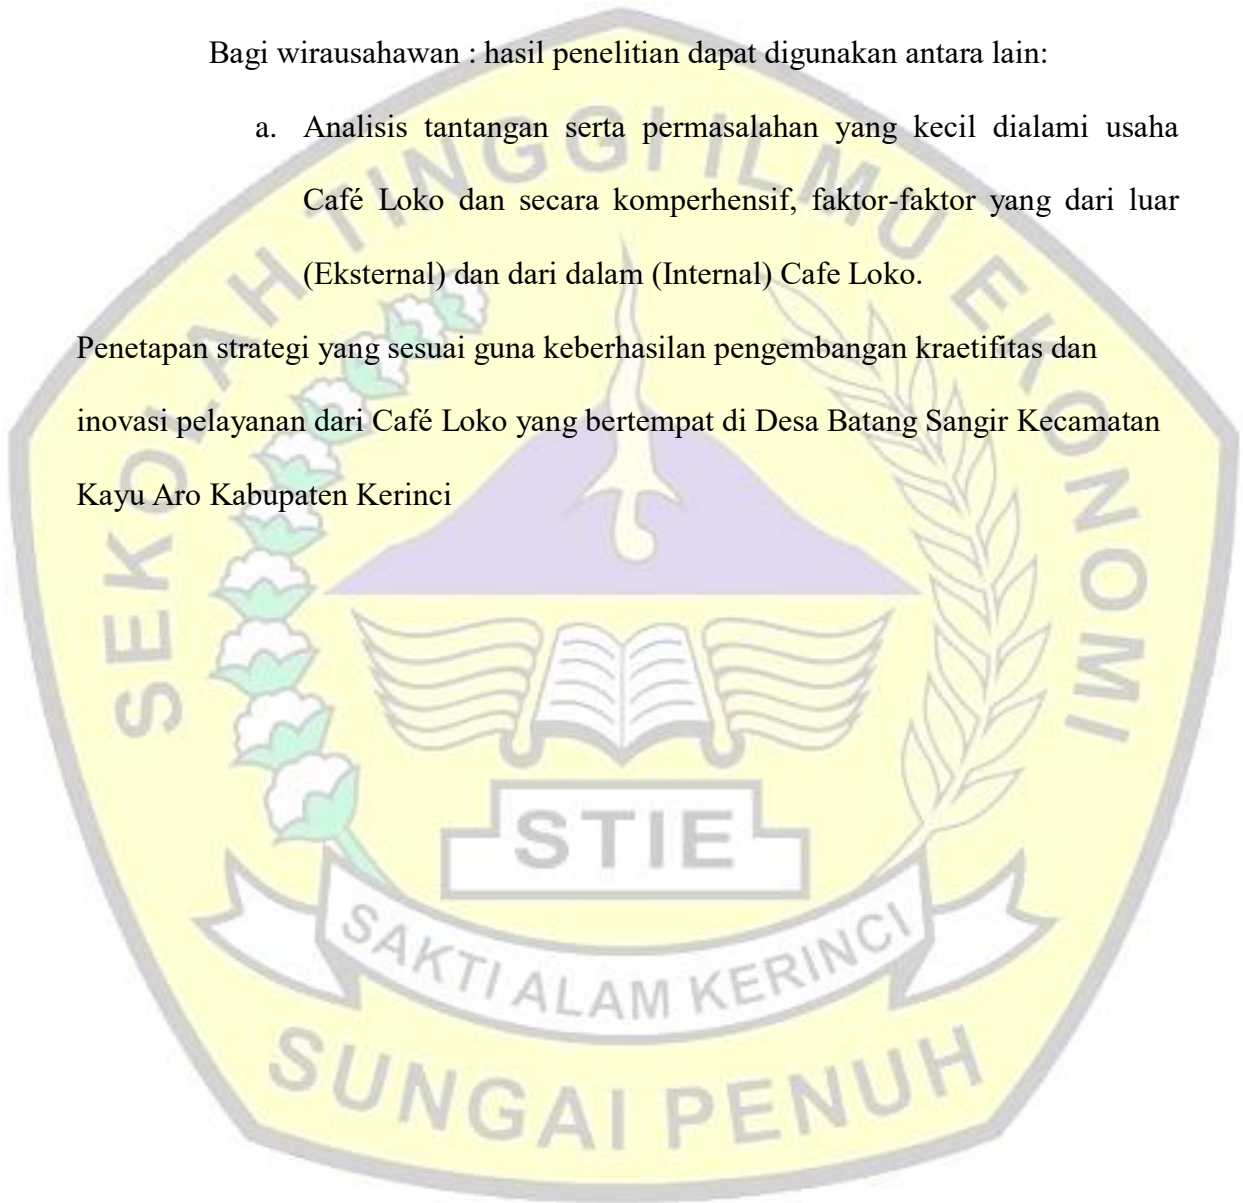 Bagi wirausahawan : hasil penelitian dapat digunakan antara lain:
a. Analisis tantangan serta permasalahan yang kecil dialami usaha
Café Loko dan secara komperhensif, faktor-faktor yang dari luar
(Eksternal) dan dari dalam (Internal) Cafe Loko.
Penetapan strategi yang sesuai guna keberhasilan pengembangan kraetifitas dan
inovasi pelayanan dari Café Loko yang bertempat di Desa Batang Sangir Kecamatan
Kayu Aro Kabupaten Kerinci
SEKOLAH TINGGI ILMU EKONOMI
STIE
SAKTI ALAM KERINCI
SUNGAI PENUH